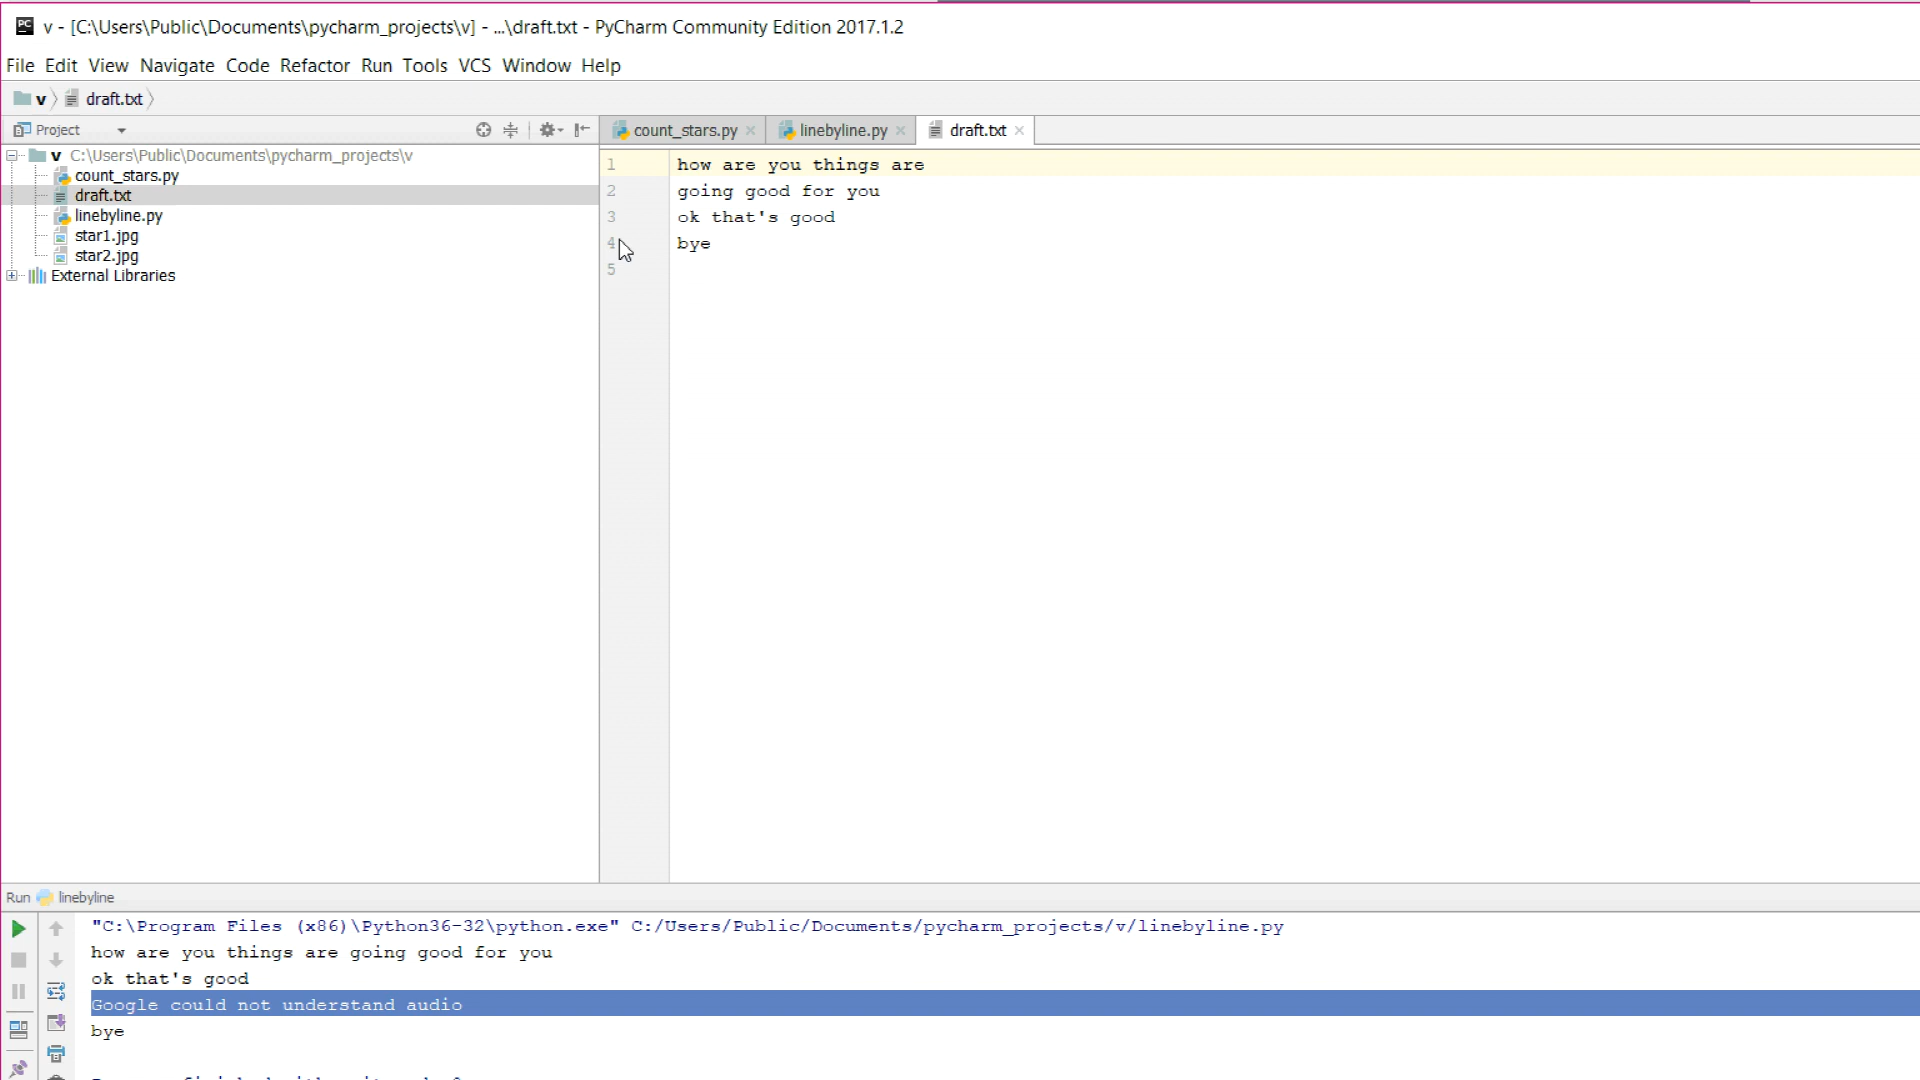 v - [C:\Users\Public\Documents\pycharm_projects\v] - ...\draft.txt - PyCharm Community Edition 2017.1.2
File Edit View Navigate Code Refactor Run Tools VCS Window Help
v draft.txt
Project
count_stars.py linebyline.py draft.txt
v C:\Users\Public\Documents\pycharm_projects\v
count_stars.py
draft.txt
linebyline.py
star1.jpg
star2.jpg
External Libraries
1 how are you things are
2 going good for you
3 ok that's good
4 bye
5
Run linebyline
"C:\Program Files (x86)\Python36-32\python.exe" C:/Users/Public/Documents/pycharm_projects/v/linebyline.py
how are you things are going good for you
ok that's good
Google could not understand audio
bye